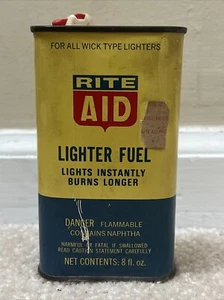 FOR ALL WICK TYPE LIGHTERS
RITE
AID
LIGHTER FUEL
LIGHTS INSTANTLY
BURNS LONGER
DANGER FLAMMABLE
CONTAINS NAPHTHA
HARMFUL OR FATAL IF SWALLOWED
READ CAUTION STATEMENT CAREFULLY
NET CONTENTS: 8 fl. oz.